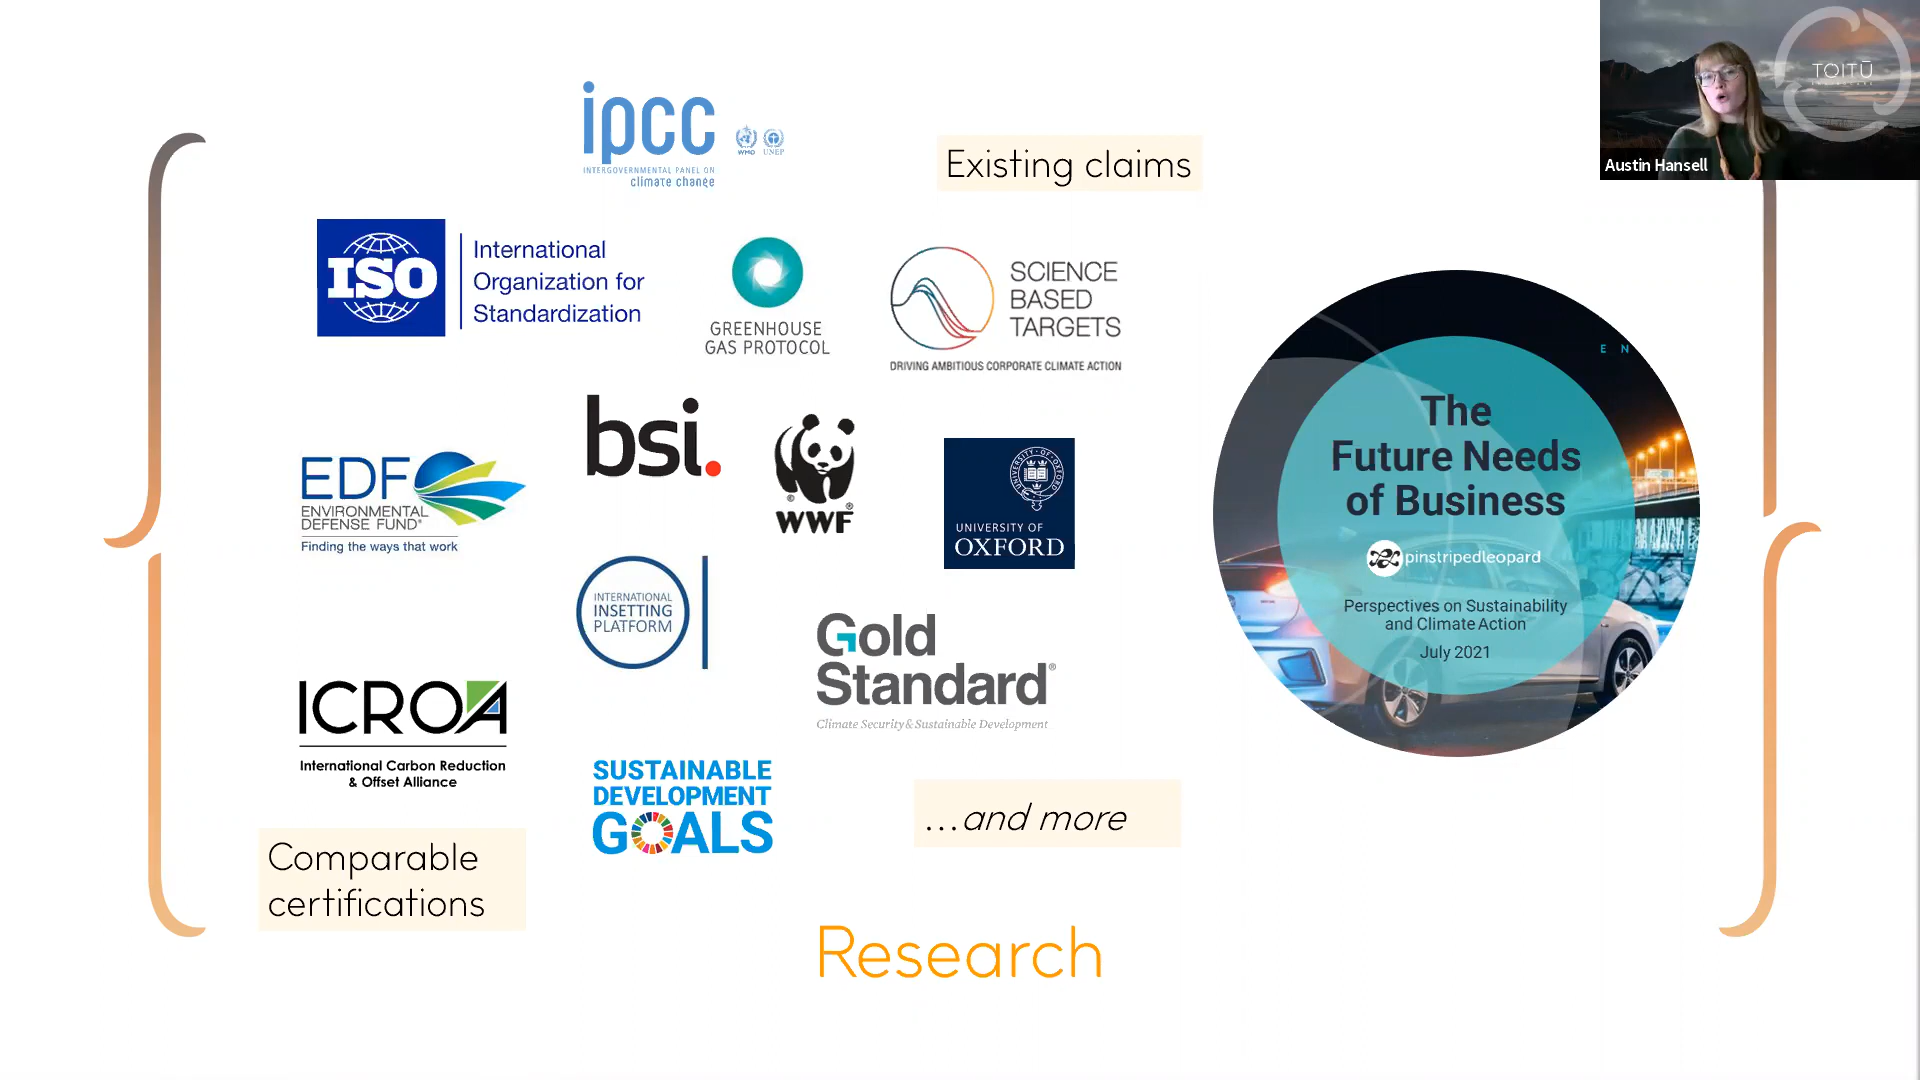 ipcc
INTERGOVERNMENTAL PANEL ON
climate change
WMO
UNEP
Existing claims
TOITŪ
Austin Hansell
ISO
International
Organization for
Standardization
GREENHOUSE
GAS PROTOCOL
SCIENCE
BASED
TARGETS
DRIVING AMBITIOUS CORPORATE CLIMATE ACTION
EDF
ENVIRONMENTAL
DEFENSE FUND®
Finding the ways that work
bsi.
®
WWF®
UNIVERSITY OF OXFORD
UNIVERSITY OF
OXFORD
E N
The
Future Needs
of Business
pinstripedleopard
Perspectives on Sustainability
and Climate Action
July 2021
INTERNATIONAL
INSETTING
PLATFORM
Gold
Standard®
Climate Security & Sustainable Development
ICROA
International Carbon Reduction
& Offset Alliance
SUSTAINABLE
DEVELOPMENT
GOALS
...and more
Comparable
certifications
Research